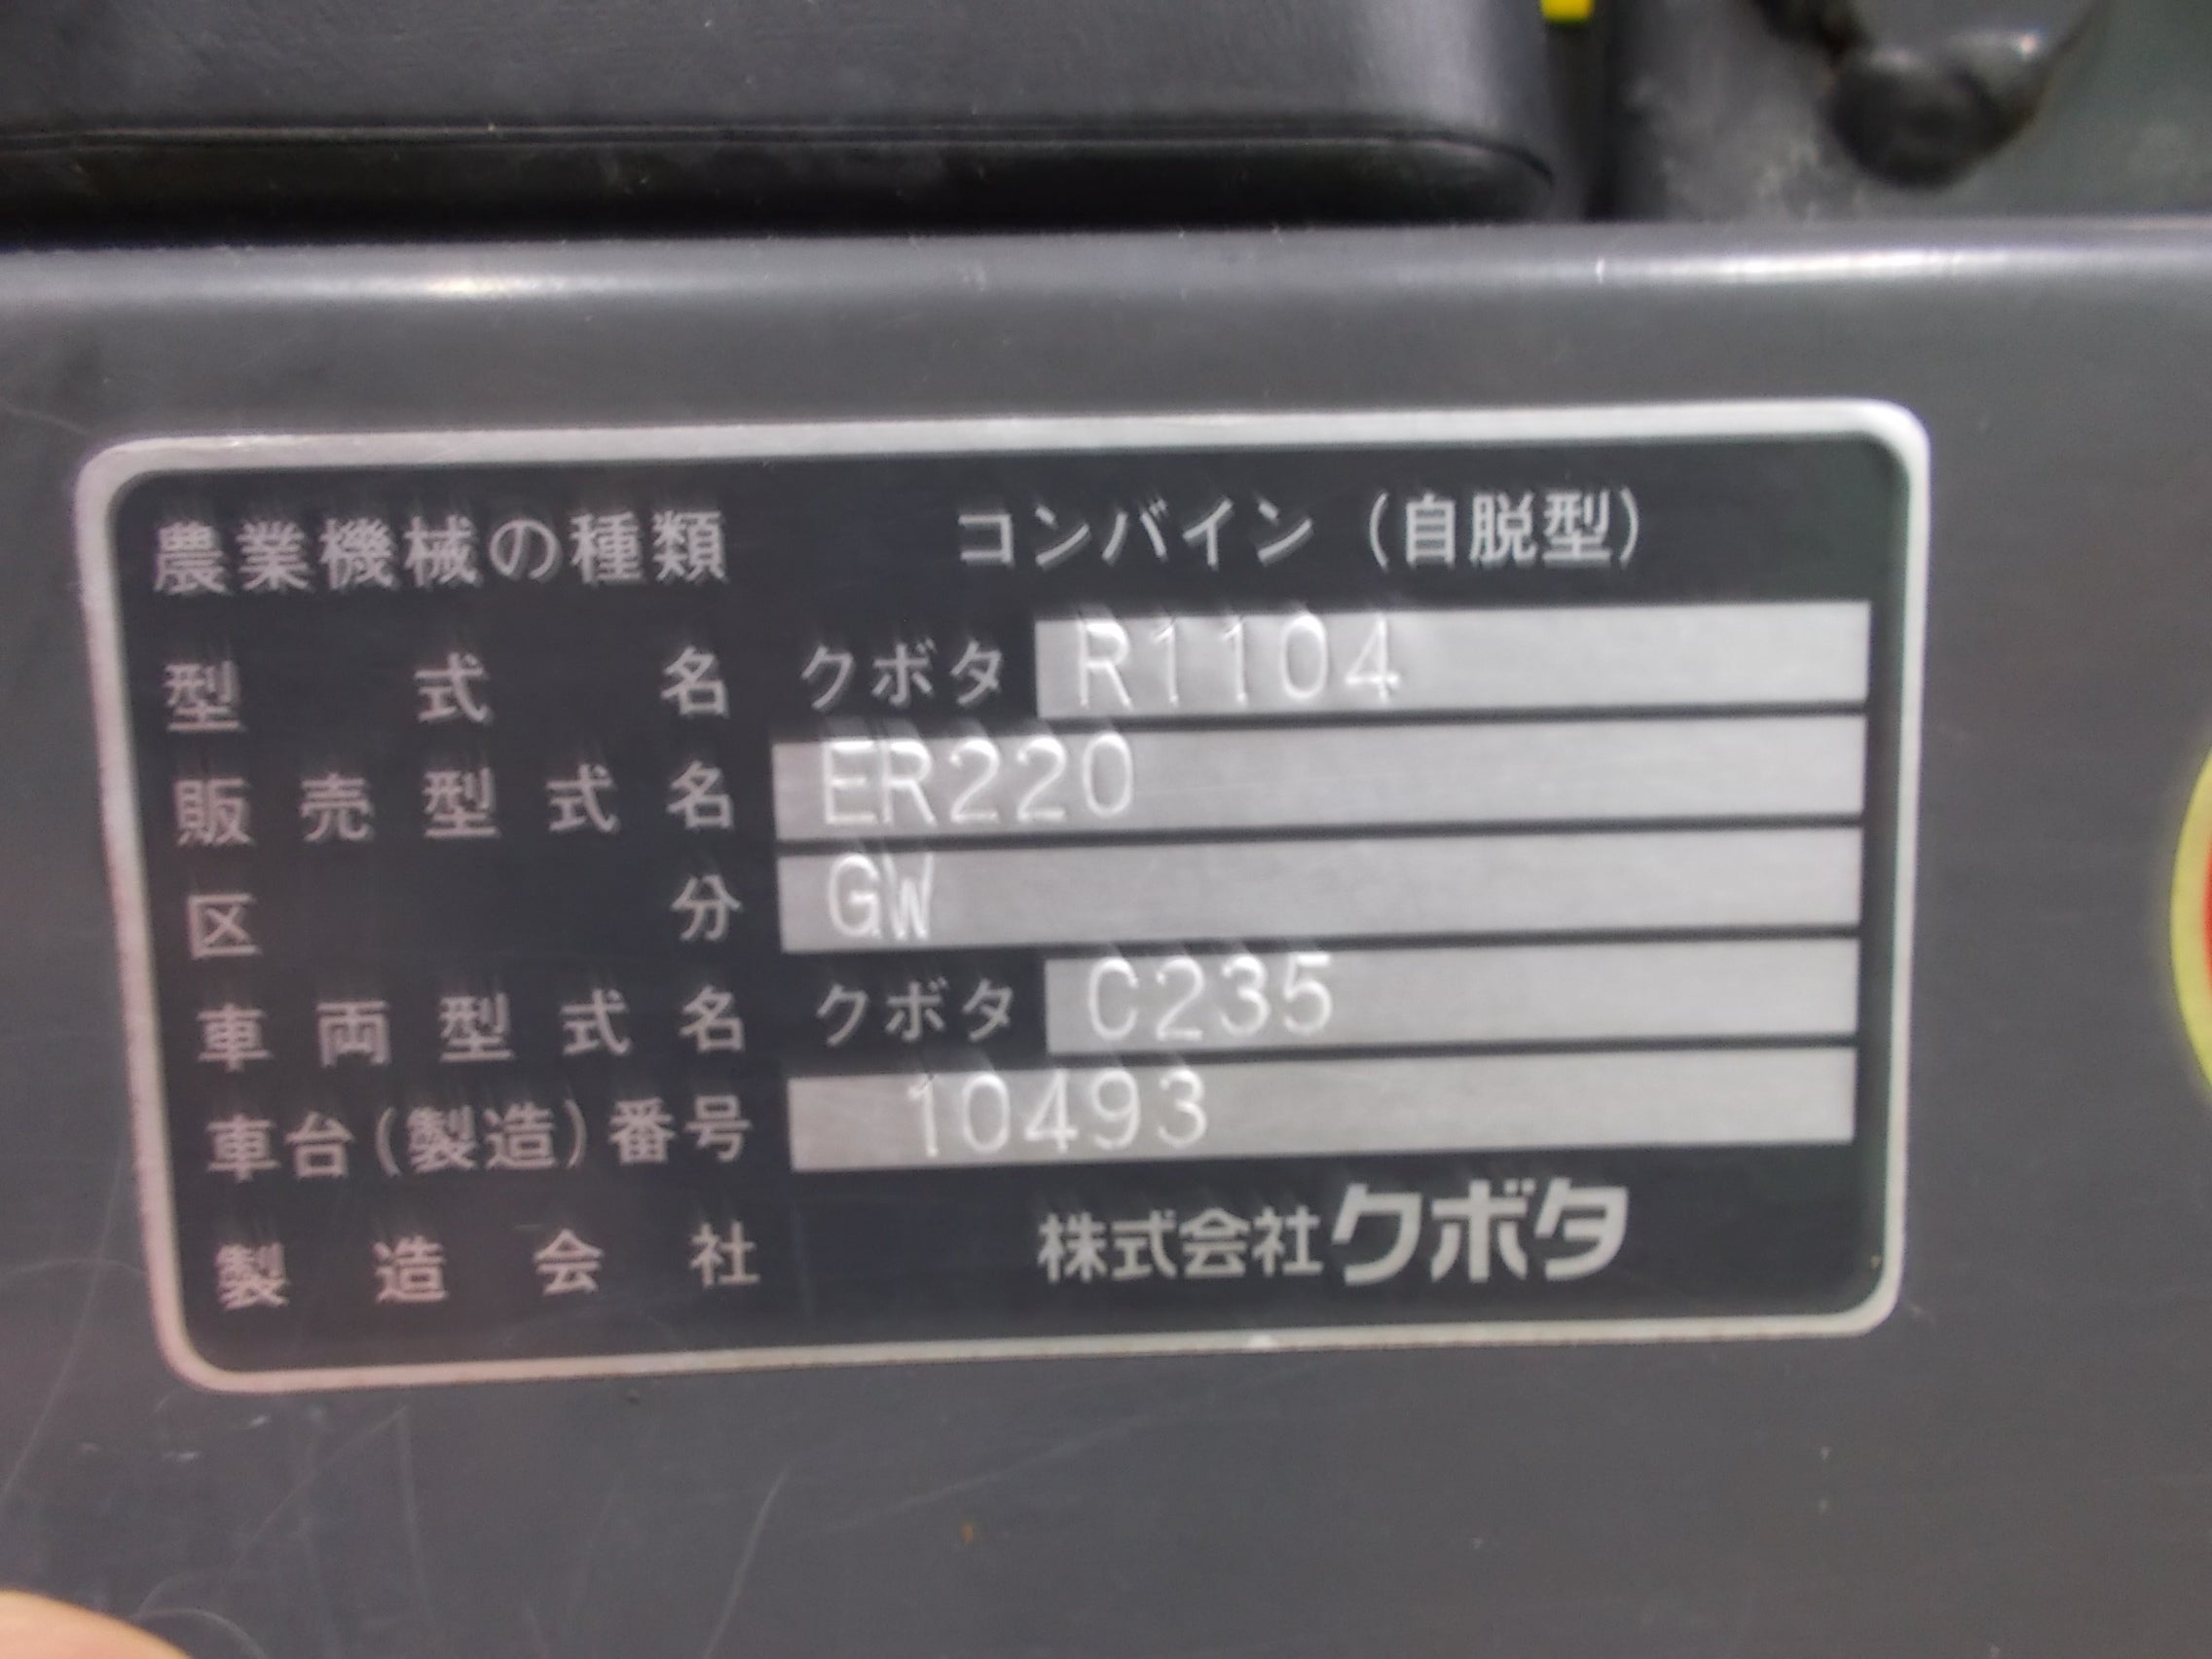 農業機械の種類 コンバイン（自脱型）
型式名 クボタ R1104
販売型式名 ER220
区分 GW
車両型式名 クボタ C235
車台(製造)番号 10493
製造会社 株式会社クボタ